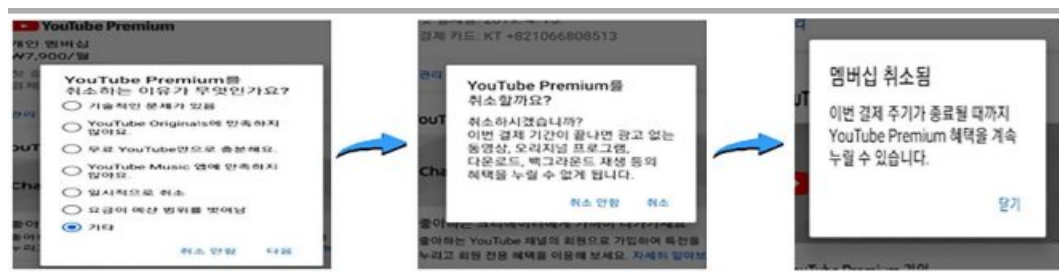 YouTube Premium
개인 멤버십
₩7,900/월
관리
YouTube Premium를
취소하는 이유가 무엇인가요?
기술적인 문제가 있음
YouTube Originals에 만족하지
않아요.
무료 YouTube만으로 충분해요.
YouTube Music 앱에 만족하지
않아요.
일시적으로 취소
요금이 예산 범위를 벗어남
기타
취소 안함 다음
결제 카드: KT +821066808513
관리
YouTube Premium를
취소할까요?
취소하시겠습니까?
이번 결제 기간이 끝나면 광고 없는
동영상, 오리지널 프로그램,
다운로드, 백그라운드 재생 등의
혜택을 누릴 수 없게 됩니다.
취소 안함 취소
좋아하는 YouTube 채널의 회원으로 가입하여 특전을
누리고 회원 전용 혜택을 이용해 보세요. 자세히 알아보
멤버십 취소됨
이번 결제 주기가 종료될 때까지
YouTube Premium 혜택을 계속
누릴 수 있습니다.
닫기